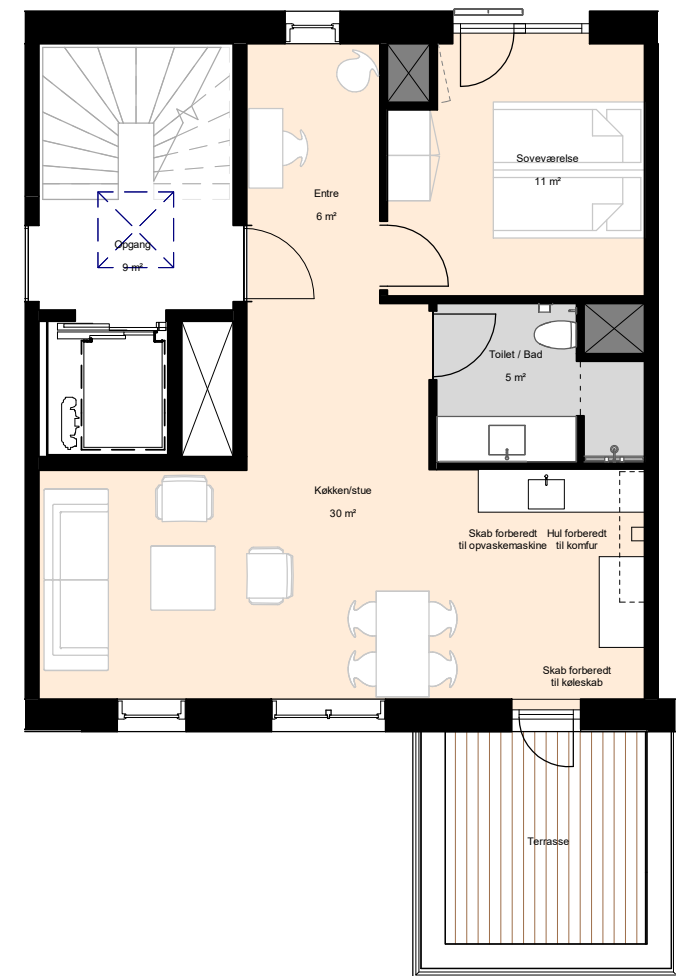 Soveværelse
11 m²
Entre
6 m²
Opgang
9 m²
Toilet / Bad
5 m²
Køkken/stue
30 m²
Skab forberedt
til opvaskemaskine
Hul forberedt
til komfur
Skab forberedt
til køleskab
Terrasse